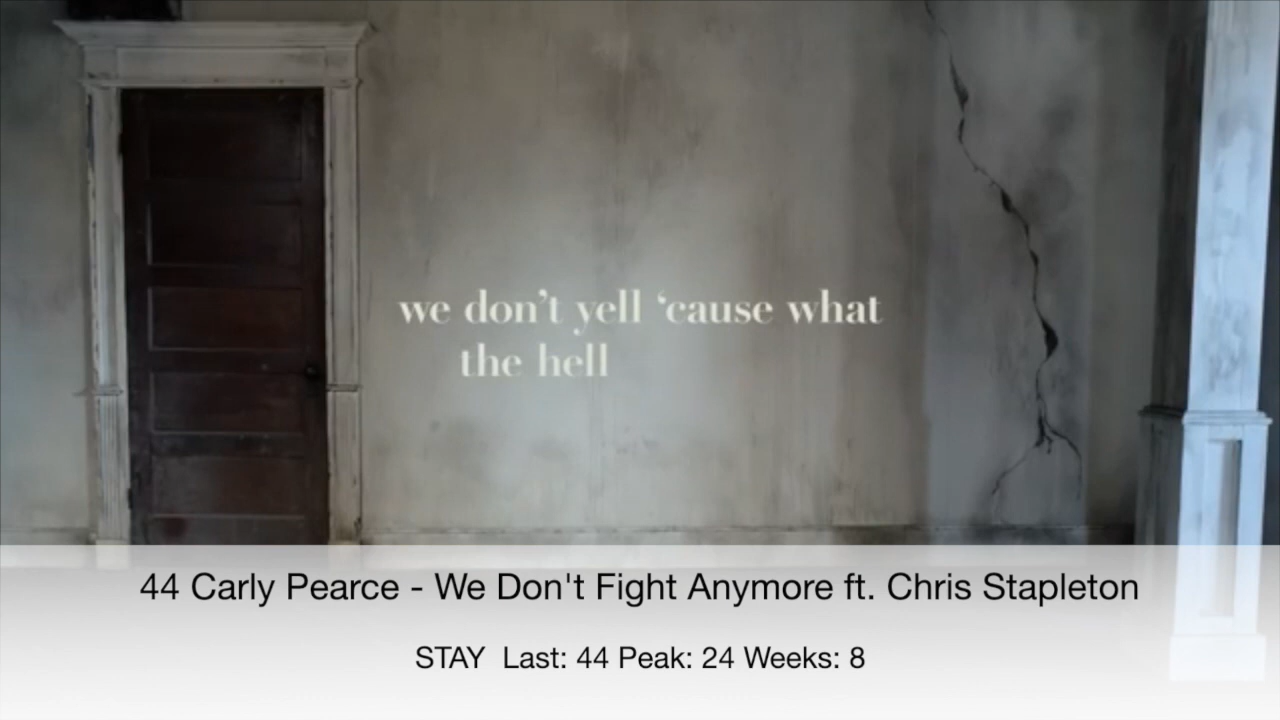 we don’t yell ‘cause what
the hell
44 Carly Pearce - We Don't Fight Anymore ft. Chris Stapleton
STAY  Last: 44 Peak: 24 Weeks: 8